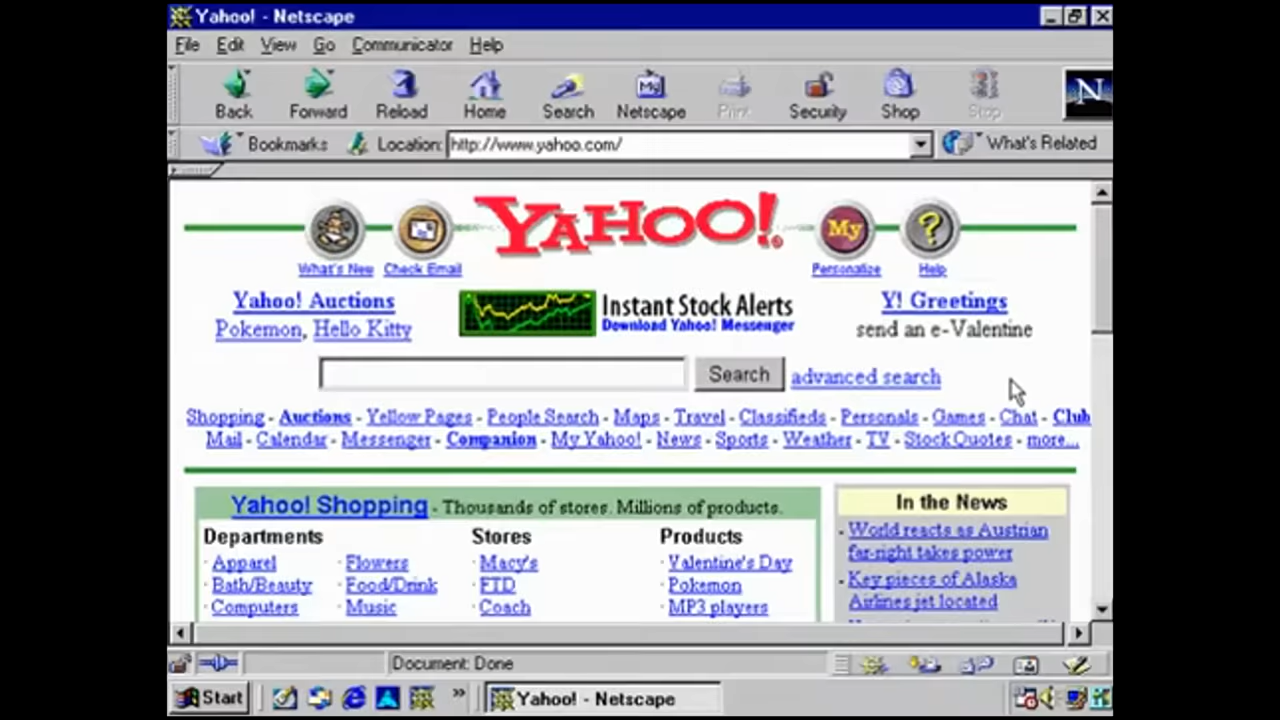 Yahoo! - Netscape
File Edit View Go Communicator Help
Back Forward Reload Home Search Netscape Print Security Shop Stop
My
N
Bookmarks Location: http://www.yahoo.com/ What's Related
YAHOO!
My ?
What's New Check Email Personalize Help
Yahoo! Auctions Instant Stock Alerts Y! Greetings
Pokemon, Hello Kitty Download Yahoo! Messenger send an e-Valentine
Search advanced search
Shopping - Auctions - Yellow Pages - People Search - Maps - Travel - Classifieds - Personals - Games - Chat - Club
Mail - Calendar - Messenger - Companion - My Yahoo! - News - Sports - Weather - TV - Stock Quotes - more...
Yahoo! Shopping - Thousands of stores. Millions of products.
Departments Stores Products
· Apparel · Flowers · Macy's · Valentine's Day
· Bath/Beauty · Food/Drink · FTD · Pokemon
· Computers · Music · Coach · MP3 players
In the News
- World reacts as Austrian
far-right takes power
- Key pieces of Alaska
Airlines jet located
Document: Done
Start » Yahoo! - Netscape